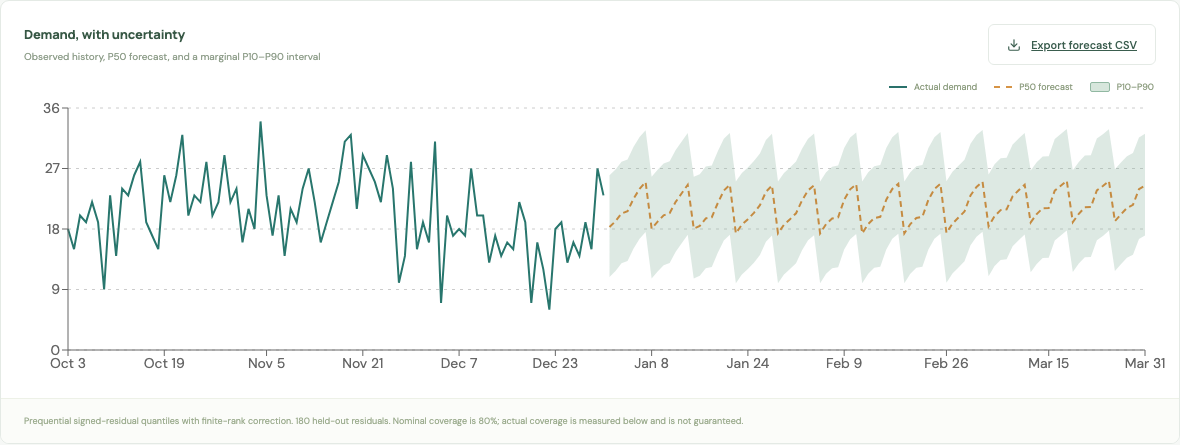 Demand, with uncertainty
Observed history, P50 forecast, and a marginal P10–P90 interval
Export forecast CSV
Actual demand
P50 forecast
P10–P90
36
27
18
9
0
Oct 3
Oct 19
Nov 5
Nov 21
Dec 7
Dec 23
Jan 8
Jan 24
Feb 9
Feb 26
Mar 15
Mar 31
Prequential signed-residual quantiles with finite-rank correction. 180 held-out residuals. Nominal coverage is 80%; actual coverage is measured below and is not guaranteed.